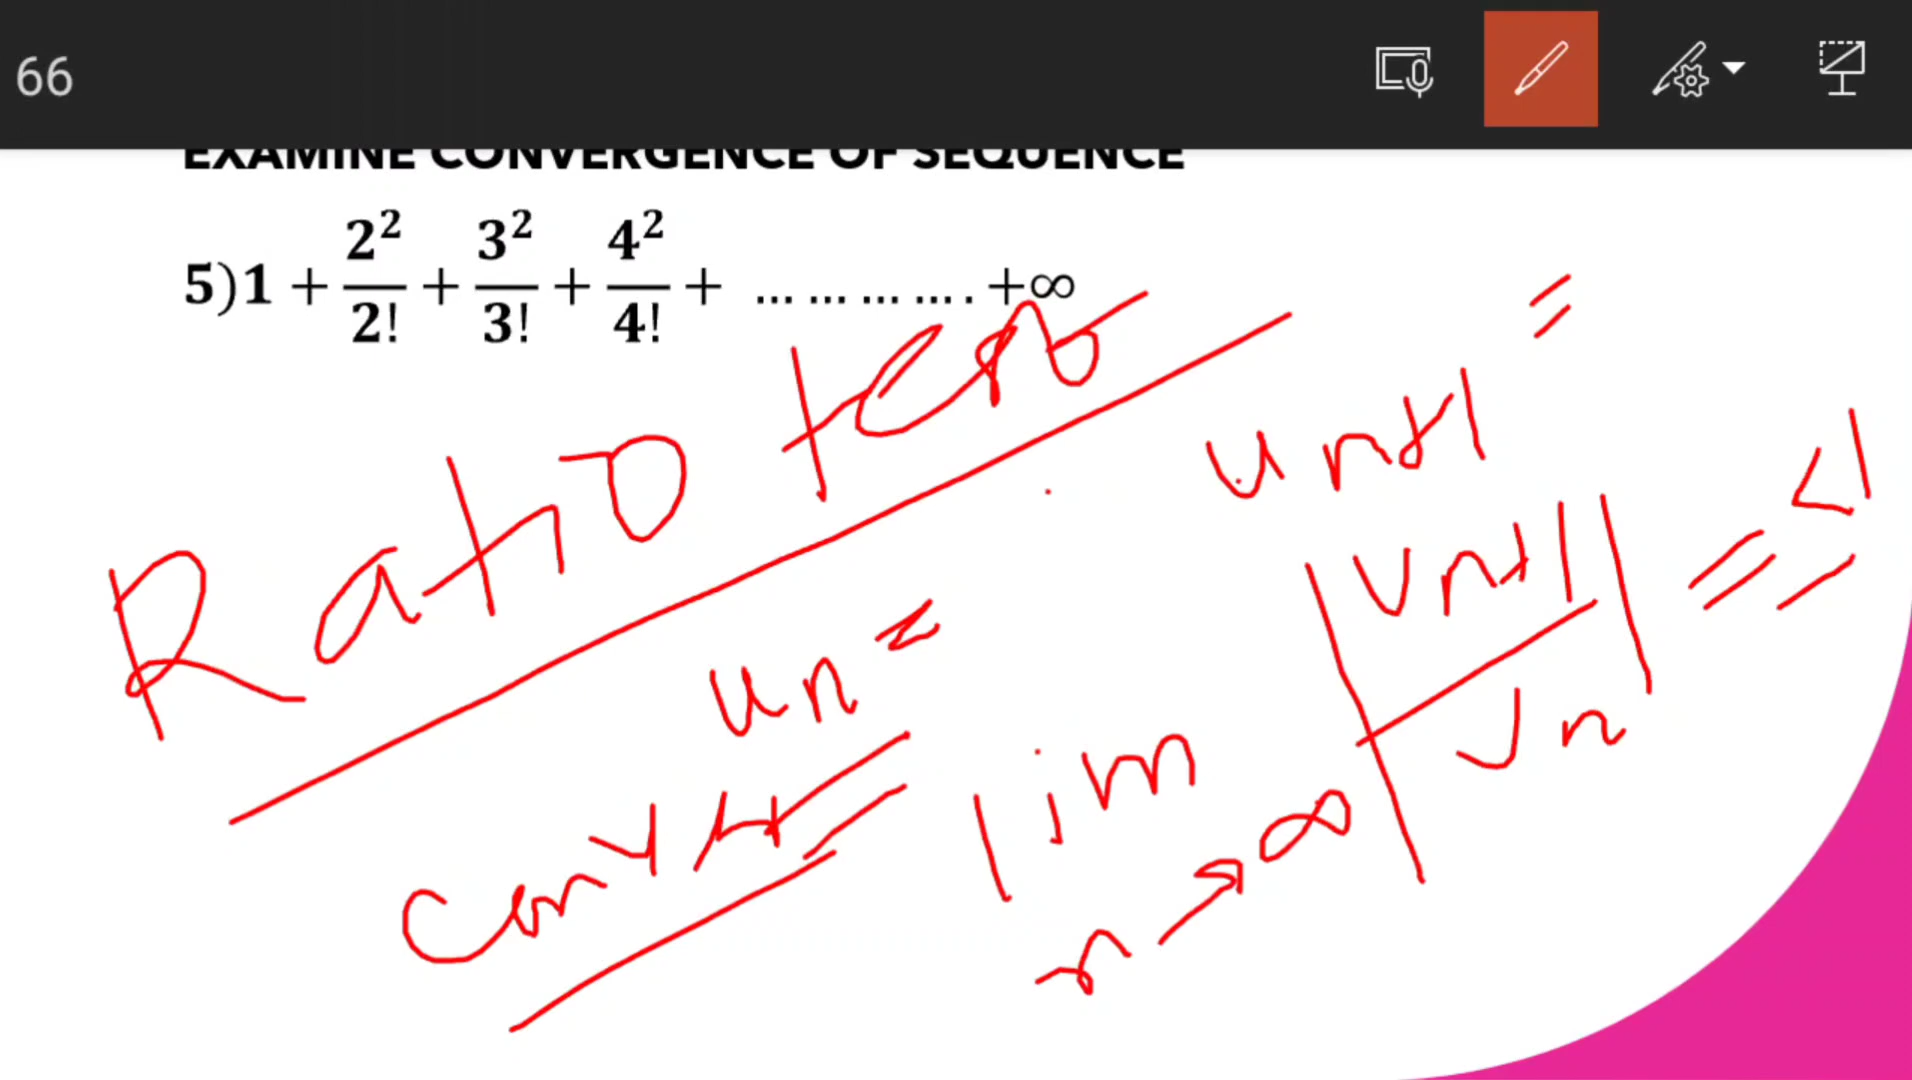 66
EXAMINE CONVERGENCE OF SEQUENCE
5) 1 + 2²/2! + 3²/3! + 4²/4! + ... ... ... .... +∞
Ratio test
un =
un+1 =
lim n→∞ |Un+1 / Un| = < 1
Conv